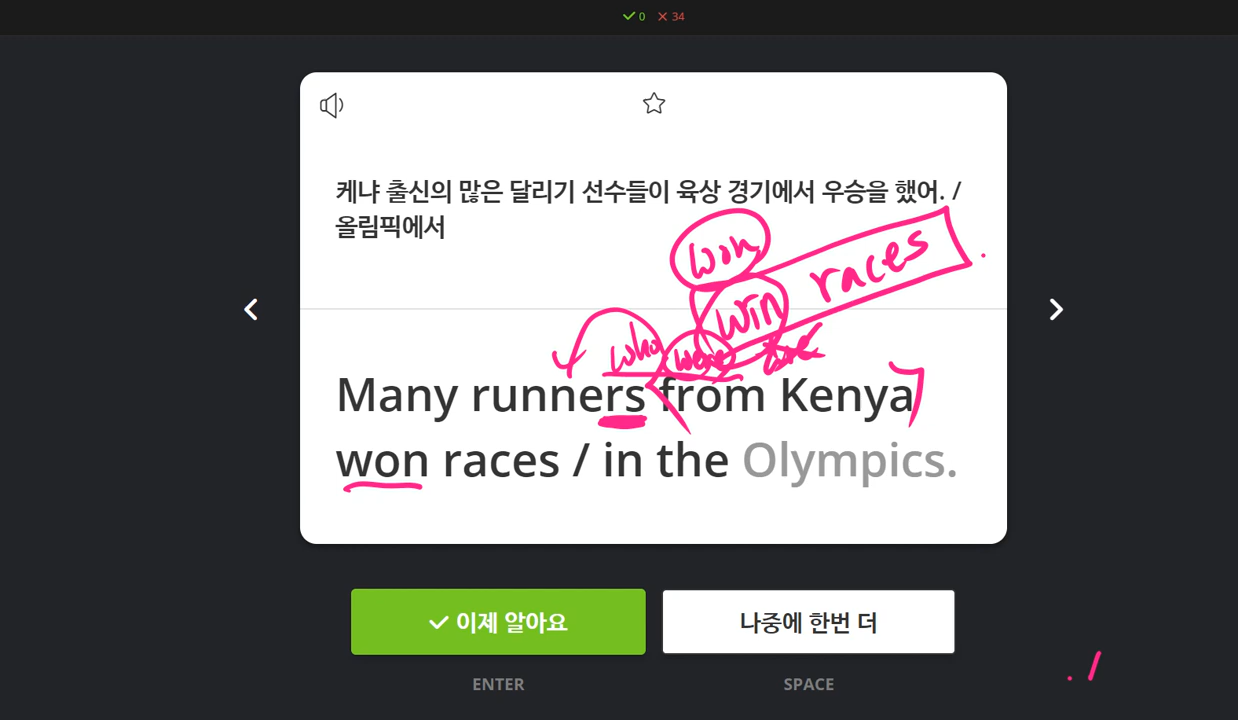 0 34
케냐 출신의 많은 달리기 선수들이 육상 경기에서 우승을 했어. /
올림픽에서
won
win races
who were
Many runners from Kenya
won races / in the Olympics.
이제 알아요 나중에 한번 더
ENTER SPACE